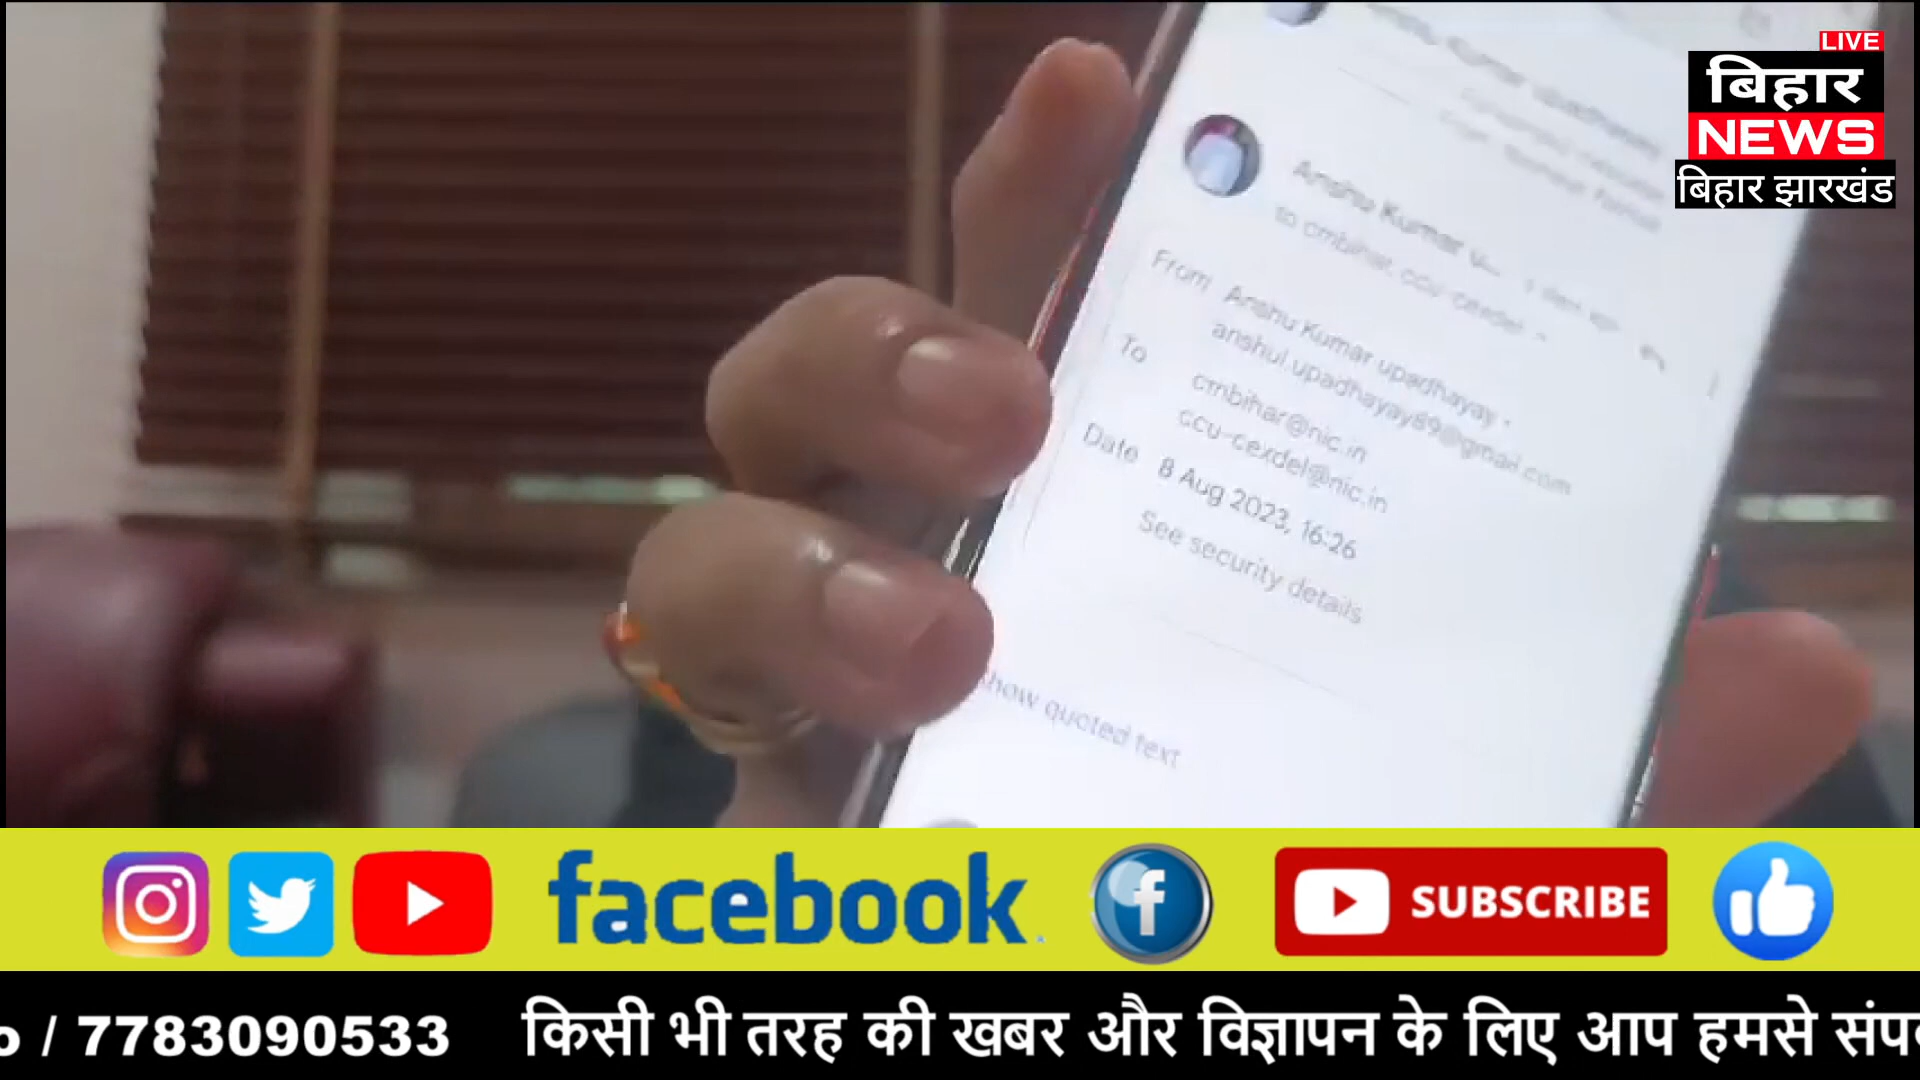 LIVE
बिहार
NEWS
बिहार झारखंड
Anshu Kumar u...
to cmbihar, ccu-cexdel
From Anshu Kumar upadhayay •
anshul.upadhayay89@gmail.com
To cmbihar@nic.in
ccu-cexdel@nic.in
Date 8 Aug 2023, 16:26
See security details
show quoted text
facebook
f
SUBSCRIBE
/ 7783090533 किसी भी तरह की खबर और विज्ञापन के लिए आप हमसे